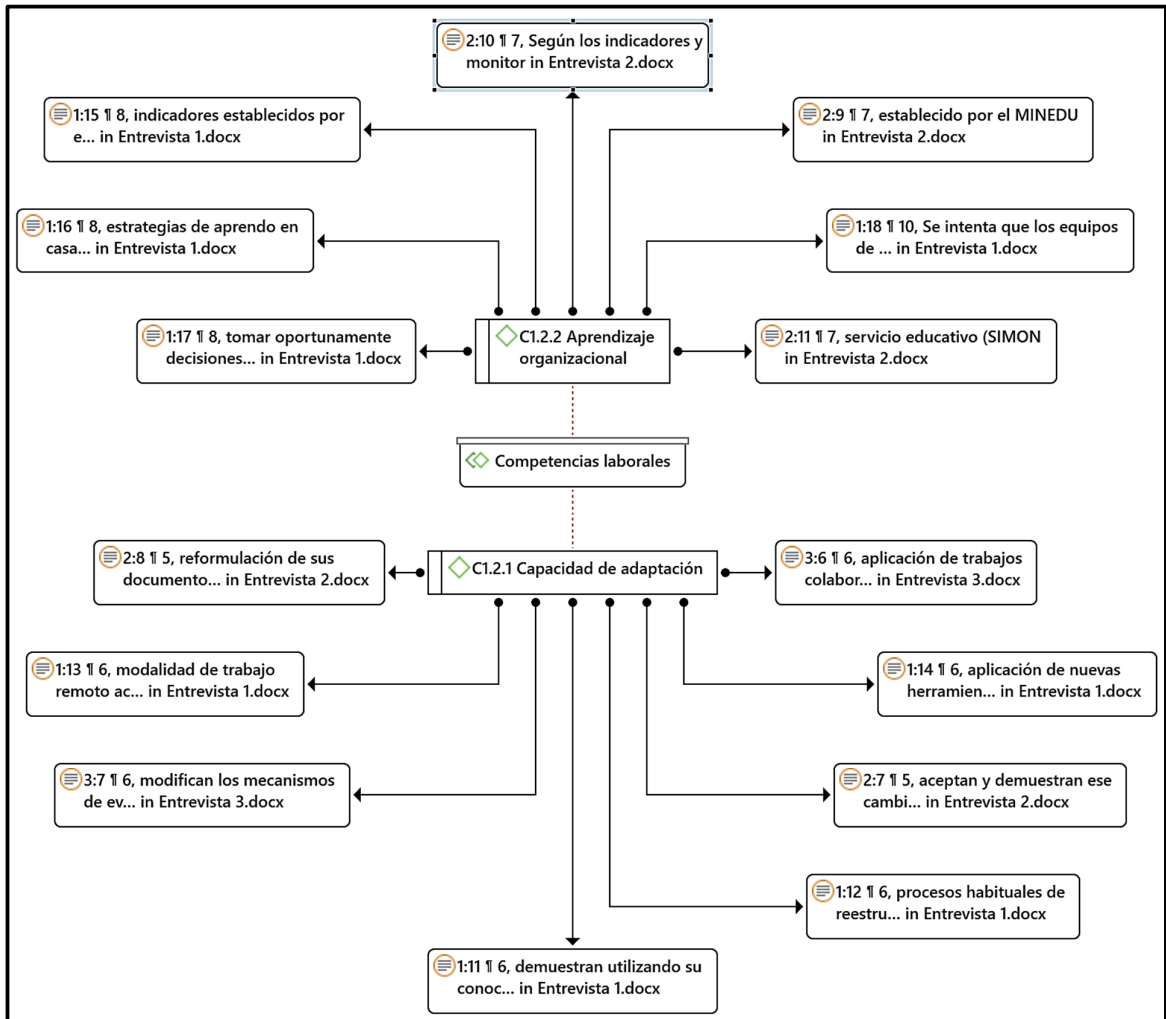 2:10 ¶ 7, Según los indicadores y
monitor in Entrevista 2.docx
1:15 ¶ 8, indicadores establecidos por
e... in Entrevista 1.docx
2:9 ¶ 7, establecido por el MINEDU
in Entrevista 2.docx
1:16 ¶ 8, estrategias de aprendo en
casa... in Entrevista 1.docx
1:18 ¶ 10, Se intenta que los equipos
de ... in Entrevista 1.docx
1:17 ¶ 8, tomar oportunamente
decisiones... in Entrevista 1.docx
C1.2.2 Aprendizaje
organizacional
2:11 ¶ 7, servicio educativo (SIMON
in Entrevista 2.docx
Competencias laborales
2:8 ¶ 5, reformulación de sus
documento... in Entrevista 2.docx
C1.2.1 Capacidad de adaptación
3:6 ¶ 6, aplicación de trabajos
colabor... in Entrevista 3.docx
1:13 ¶ 6, modalidad de trabajo
remoto ac... in Entrevista 1.docx
1:14 ¶ 6, aplicación de nuevas
herramien... in Entrevista 1.docx
3:7 ¶ 6, modifican los mecanismos
de ev... in Entrevista 3.docx
2:7 ¶ 5, aceptan y demuestran ese
cambi... in Entrevista 2.docx
1:12 ¶ 6, procesos habituales de
reestru... in Entrevista 1.docx
1:11 ¶ 6, demuestran utilizando su
conoc... in Entrevista 1.docx